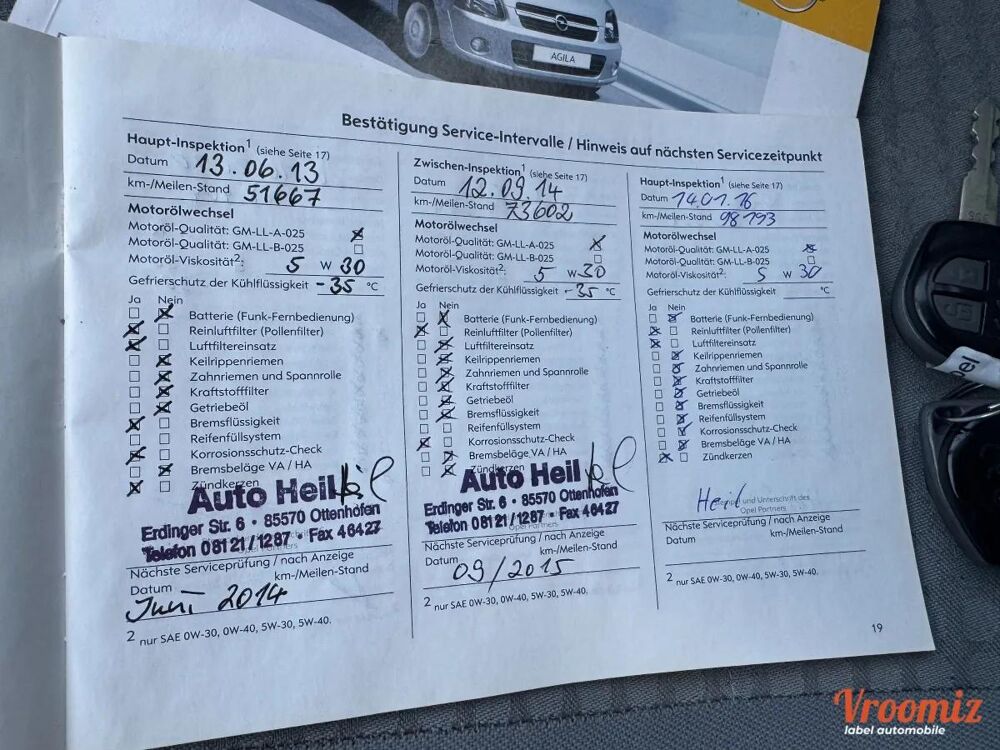 AGILA
Bestätigung Service-Intervalle / Hinweis auf nächsten Servicezeitpunkt
Haupt-Inspektion¹ (siehe Seite 17)
Datum 13.06.13
km-/Meilen-Stand 51667
Motorölwechsel
Motoröl-Qualität: GM-LL-A-025
Motoröl-Qualität: GM-LL-B-025
Motoröl-Viskosität²: 5 W 30
Gefrierschutz der Kühlflüssigkeit -35 °C
Ja Nein
Batterie (Funk-Fernbedienung)
Reinluftfilter (Pollenfilter)
Luftfiltereinsatz
Keilrippenriemen
Zahnriemen und Spannrolle
Kraftstofffilter
Getriebeöl
Bremsflüssigkeit
Reifenfüllsystem
Korrosionsschutz-Check
Bremsbeläge VA / HA
Zündkerzen
Auto Heil
Erdinger Str. 6 • 85570 Ottenhofen
Telefon 08121/1287 • Fax 46427
Nächste Serviceprüfung / nach Anzeige
Datum km-/Meilen-Stand
Juni 2014
2 nur SAE 0W-30, 0W-40, 5W-30, 5W-40.
Zwischen-Inspektion¹ (siehe Seite 17)
Datum 12.09.14
km-/Meilen-Stand 73602
Motorölwechsel
Motoröl-Qualität: GM-LL-A-025
Motoröl-Qualität: GM-LL-B-025
Motoröl-Viskosität²: 5 W-30
Gefrierschutz der Kühlflüssigkeit -35 °C
Ja Nein
Batterie (Funk-Fernbedienung)
Reinluftfilter (Pollenfilter)
Luftfiltereinsatz
Keilrippenriemen
Zahnriemen und Spannrolle
Kraftstofffilter
Getriebeöl
Bremsflüssigkeit
Reifenfüllsystem
Korrosionsschutz-Check
Bremsbeläge VA / HA
Zündkerzen
Auto Heil
Erdinger Str. 6 • 85570 Ottenhofen
Telefon 08121/1287 • Fax 46427
Opel Partners
Nächste Serviceprüfung / nach Anzeige
Datum km-/Meilen-Stand
09/2015
2 nur SAE 0W-30, 0W-40, 5W-30, 5W-40.
Haupt-Inspektion¹ (siehe Seite 17)
Datum 14.01.16
km-/Meilen-Stand 98193
Motorölwechsel
Motoröl-Qualität: GM-LL-A-025
Motoröl-Qualität: GM-LL-B-025
Motoröl-Viskosität²: 5 W 30
Gefrierschutz der Kühlflüssigkeit °C
Ja Nein
Batterie (Funk-Fernbedienung)
Reinluftfilter (Pollenfilter)
Luftfiltereinsatz
Keilrippenriemen
Zahnriemen und Spannrolle
Kraftstofffilter
Getriebeöl
Bremsflüssigkeit
Reifenfüllsystem
Korrosionsschutz-Check
Bremsbeläge VA / HA
Zündkerzen
Heil
und Unterschrift des
Opel Partners
Nächste Serviceprüfung / nach Anzeige
Datum km-/Meilen-Stand
2 nur SAE 0W-30, 0W-40, 5W-30, 5W-40.
19
Vroomiz
label automobile